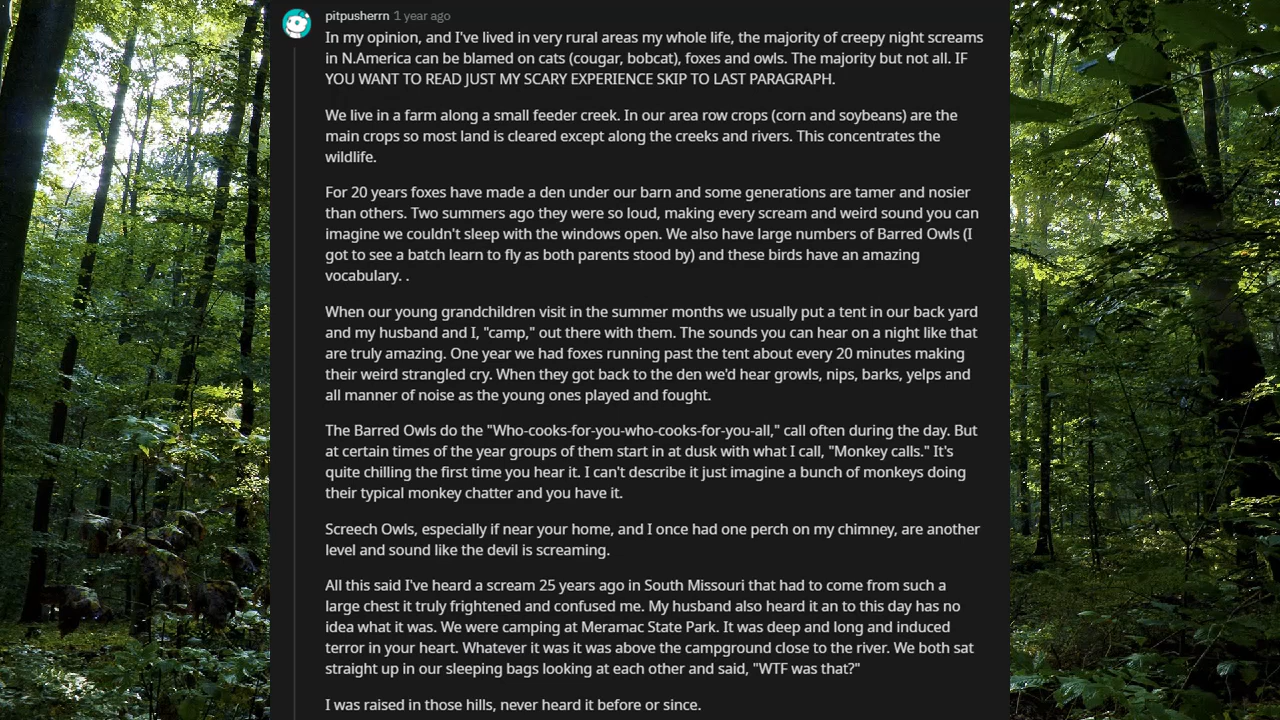 pitpusherrn 1 year ago
In my opinion, and I've lived in very rural areas my whole life, the majority of creepy night screams
in N.America can be blamed on cats (cougar, bobcat), foxes and owls. The majority but not all. IF
YOU WANT TO READ JUST MY SCARY EXPERIENCE SKIP TO LAST PARAGRAPH.
We live in a farm along a small feeder creek. In our area row crops (corn and soybeans) are the
main crops so most land is cleared except along the creeks and rivers. This concentrates the
wildlife.
For 20 years foxes have made a den under our barn and some generations are tamer and nosier
than others. Two summers ago they were so loud, making every scream and weird sound you can
imagine we couldn't sleep with the windows open. We also have large numbers of Barred Owls (I
got to see a batch learn to fly as both parents stood by) and these birds have an amazing
vocabulary. .
When our young grandchildren visit in the summer months we usually put a tent in our back yard
and my husband and I, "camp," out there with them. The sounds you can hear on a night like that
are truly amazing. One year we had foxes running past the tent about every 20 minutes making
their weird strangled cry. When they got back to the den we'd hear growls, nips, barks, yelps and
all manner of noise as the young ones played and fought.
The Barred Owls do the "Who-cooks-for-you-who-cooks-for-you-all," call often during the day. But
at certain times of the year groups of them start in at dusk with what I call, "Monkey calls." It's
quite chilling the first time you hear it. I can't describe it just imagine a bunch of monkeys doing
their typical monkey chatter and you have it.
Screech Owls, especially if near your home, and I once had one perch on my chimney, are another
level and sound like the devil is screaming.
All this said I've heard a scream 25 years ago in South Missouri that had to come from such a
large chest it truly frightened and confused me. My husband also heard it an to this day has no
idea what it was. We were camping at Meramac State Park. It was deep and long and induced
terror in your heart. Whatever it was it was above the campground close to the river. We both sat
straight up in our sleeping bags looking at each other and said, "WTF was that?"
I was raised in those hills, never heard it before or since.